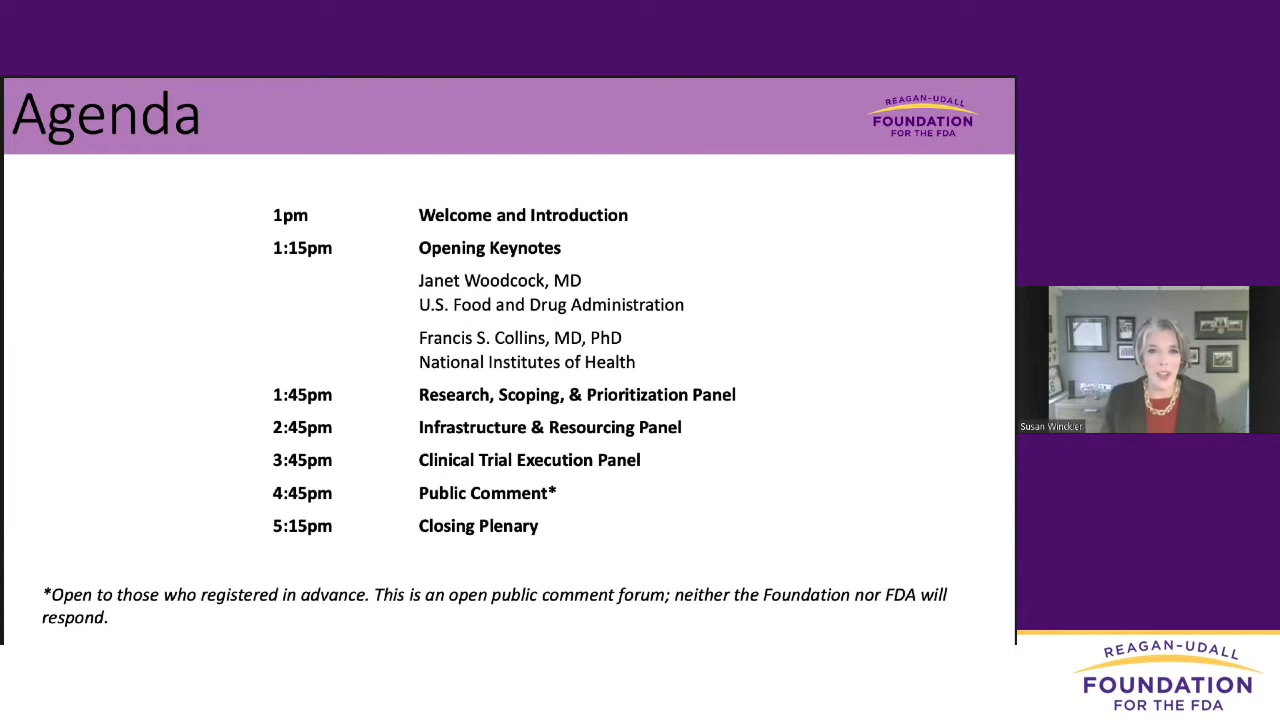 Agenda
REAGAN-UDALL
FOUNDATION
FOR THE FDA
1pm Welcome and Introduction
1:15pm Opening Keynotes
Janet Woodcock, MD
U.S. Food and Drug Administration
Francis S. Collins, MD, PhD
National Institutes of Health
1:45pm Research, Scoping, & Prioritization Panel
2:45pm Infrastructure & Resourcing Panel
3:45pm Clinical Trial Execution Panel
4:45pm Public Comment*
5:15pm Closing Plenary
*Open to those who registered in advance. This is an open public comment forum; neither the Foundation nor FDA will
respond.
Susan Winckler
REAGAN-UDALL
FOUNDATION
FOR THE FDA